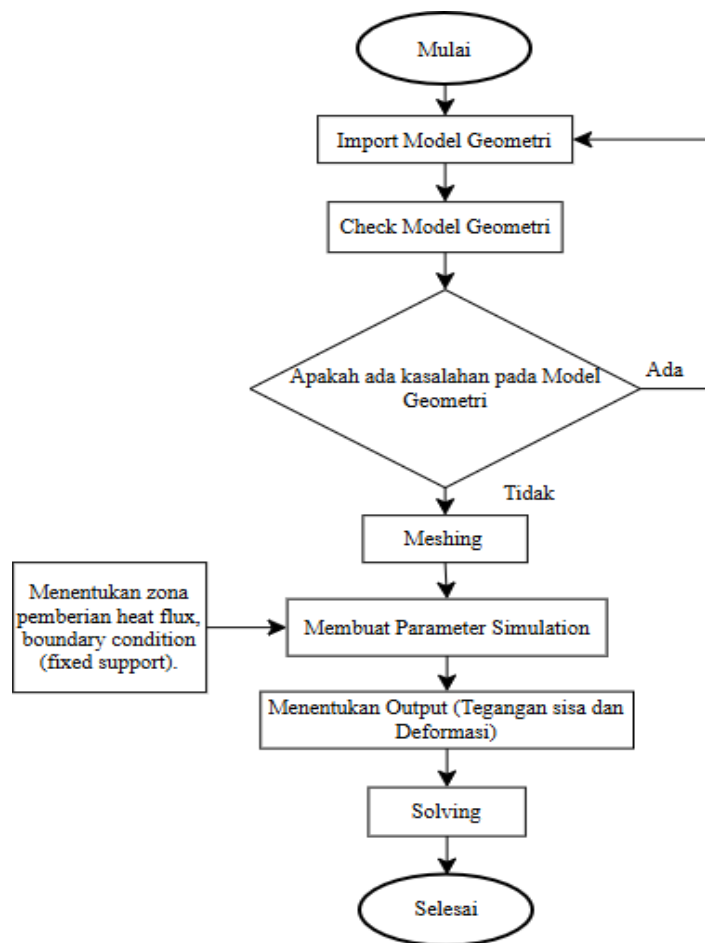 Mulai
Import Model Geometri
Check Model Geometri
Apakah ada kasalahan pada Model
Geometri
Ada
Tidak
Meshing
Menentukan zona
pemberian heat flux,
boundary condition
(fixed support).
Membuat Parameter Simulation
Menentukan Output (Tegangan sisa dan
Deformasi)
Solving
Selesai